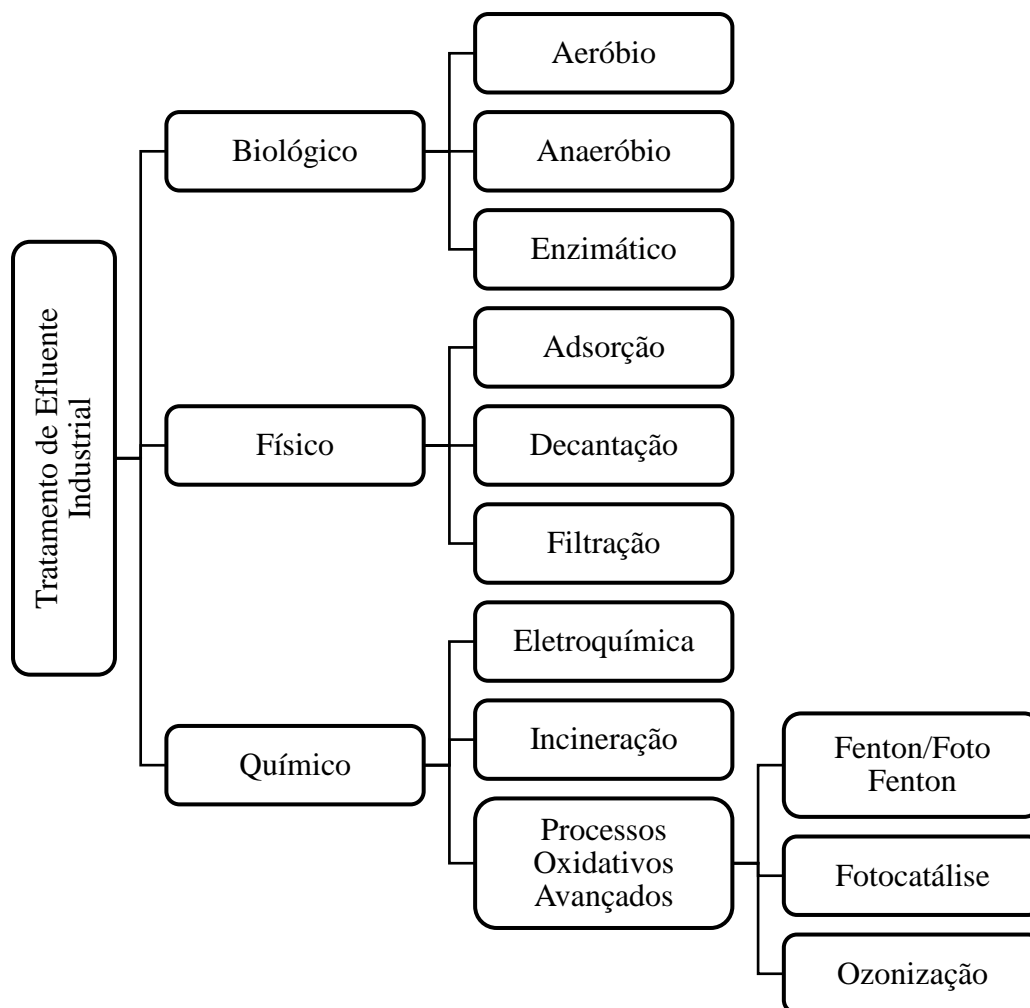 Tratamento de Efluente
Industrial
Biológico
Aeróbio
Anaeróbio
Enzimático
Físico
Adsorção
Decantação
Filtração
Químico
Eletroquímica
Incineração
Processos
Oxidativos
Avançados
Fenton/Foto
Fenton
Fotocatálise
Ozonização